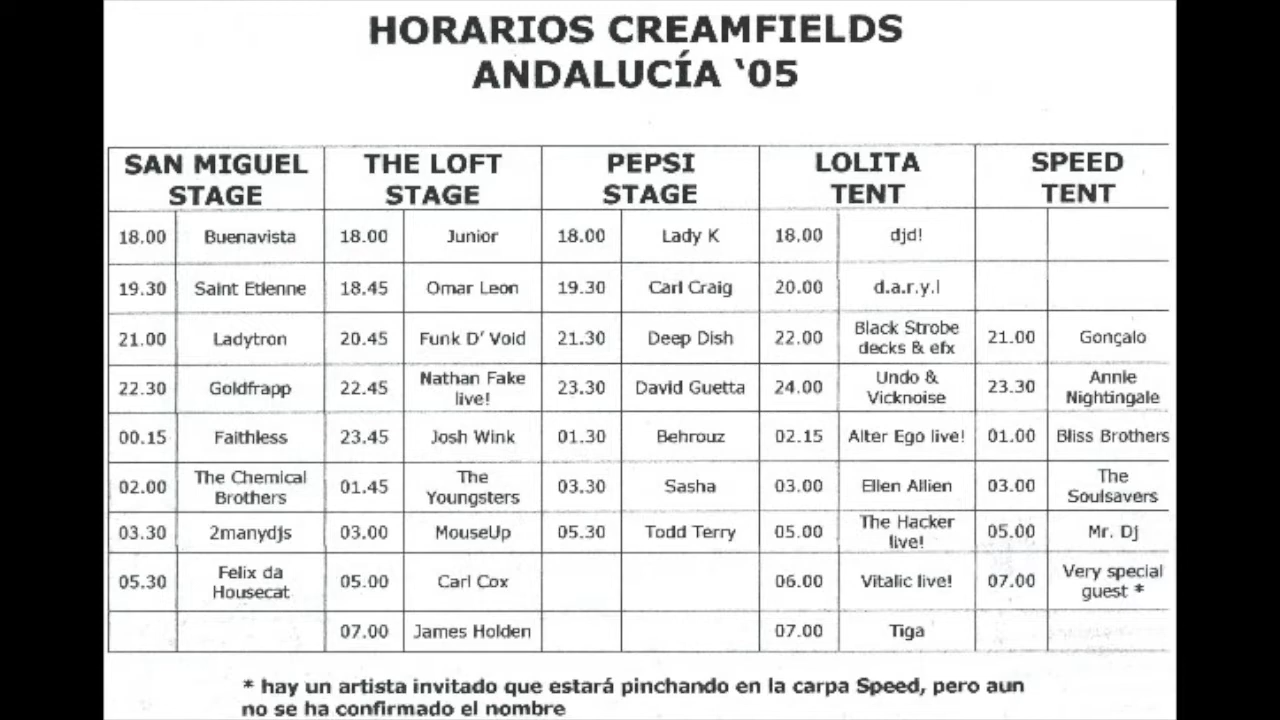 HORARIOS CREAMFIELDS
ANDALUCÍA ‘05
SAN MIGUEL STAGE THE LOFT STAGE PEPSI STAGE LOLITA TENT SPEED TENT
18.00 Buenavista 18.00 Junior 18.00 Lady K 18.00 djd!
19.30 Saint Etienne 18.45 Omar Leon 19.30 Carl Craig 20.00 d.a.r.y.l
21.00 Ladytron 20.45 Funk D’ Void 21.30 Deep Dish 22.00 Black Strobe decks & efx 21.00 Gonçalo
22.30 Goldfrapp 22.45 Nathan Fake live! 23.30 David Guetta 24.00 Undo & Vicknoise 23.30 Annie Nightingale
00.15 Faithless 23.45 Josh Wink 01.30 Behrouz 02.15 Alter Ego live! 01.00 Bliss Brothers
02.00 The Chemical Brothers 01.45 The Youngsters 03.30 Sasha 03.00 Ellen Allien 03.00 The Soulsavers
03.30 2manydjs 03.00 MouseUp 05.30 Todd Terry 05.00 The Hacker live! 05.00 Mr. Dj
05.30 Felix da Housecat 05.00 Carl Cox 06.00 Vitalic live! 07.00 Very special guest *
07.00 James Holden 07.00 Tiga
* hay un artista invitado que estará pinchando en la carpa Speed, pero aun
no se ha confirmado el nombre